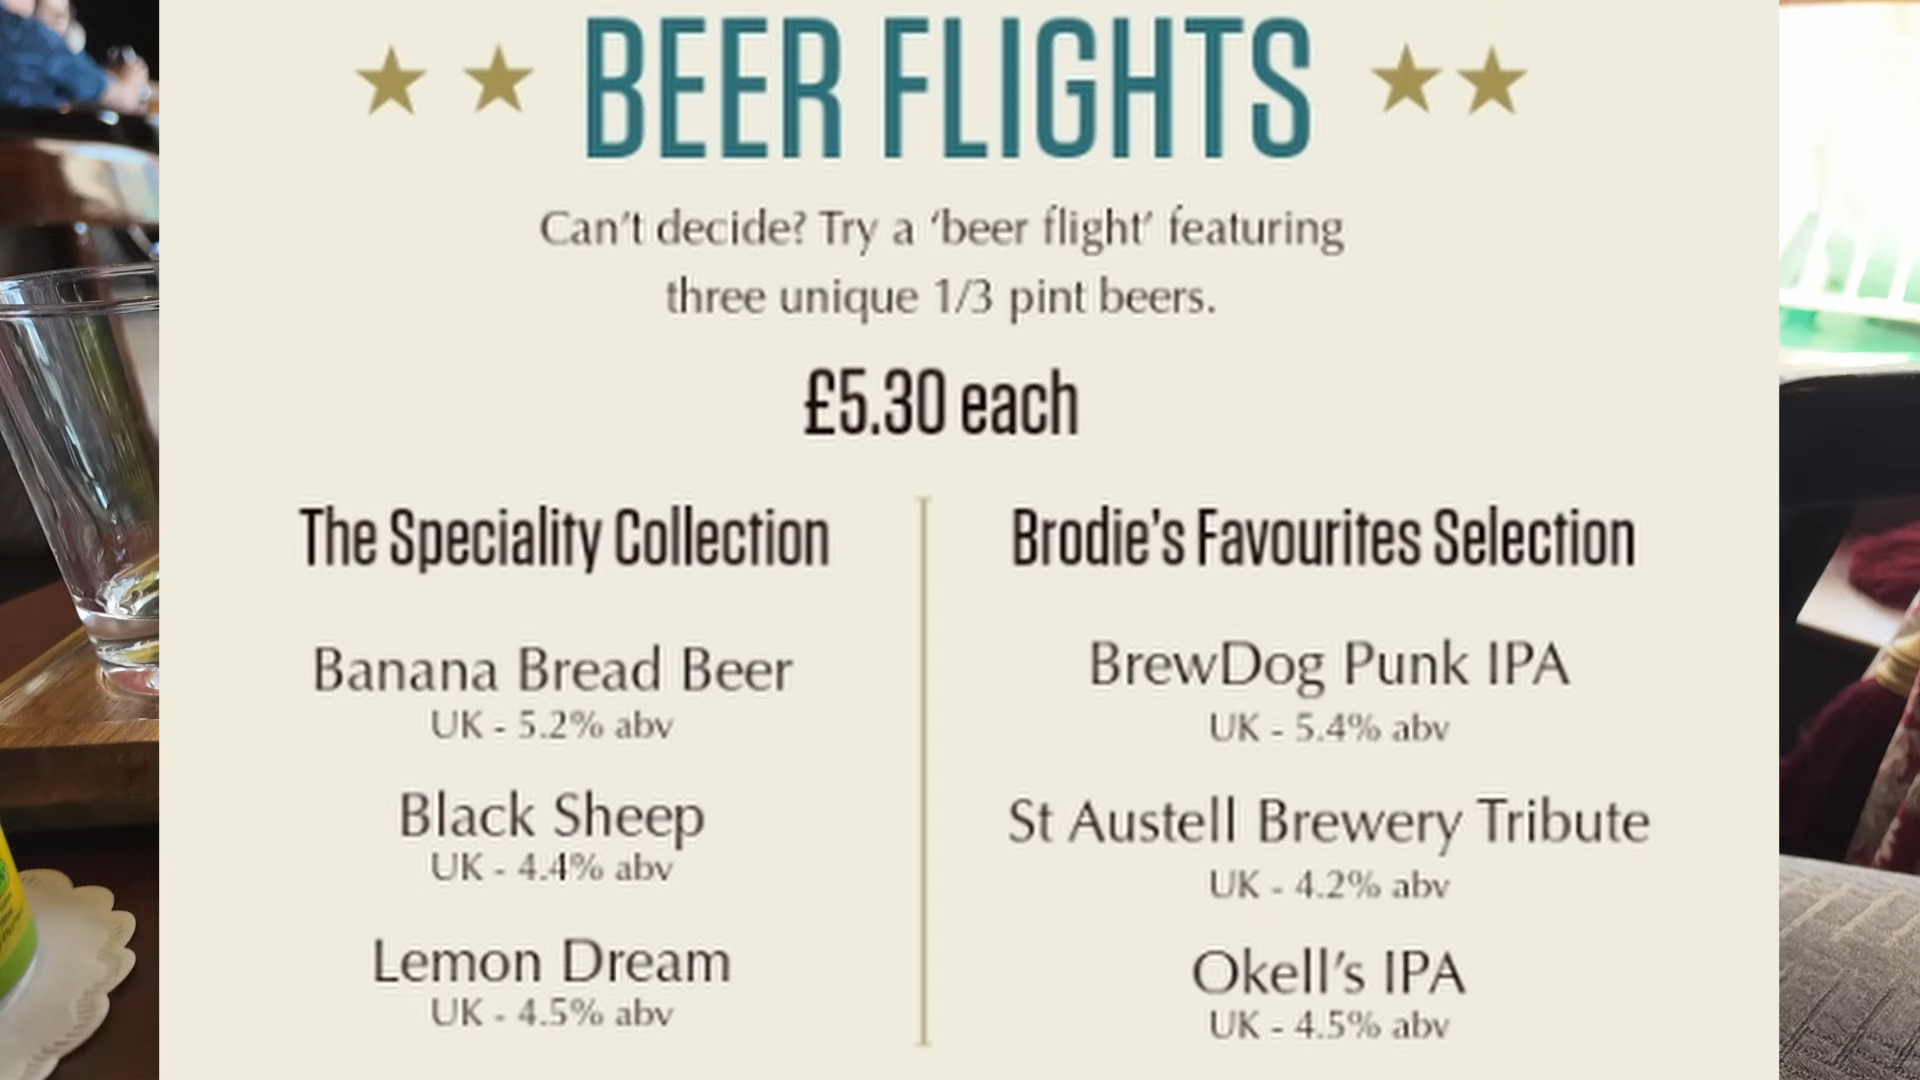 BEER FLIGHTS
Can't decide? Try a 'beer flight' featuring
three unique 1/3 pint beers.
£5.30 each
The Speciality Collection
Banana Bread Beer
UK - 5.2% abv
Black Sheep
UK - 4.4% abv
Lemon Dream
UK - 4.5% abv
Brodie's Favourites Selection
BrewDog Punk IPA
UK - 5.4% abv
St Austell Brewery Tribute
UK - 4.2% abv
Okell's IPA
UK - 4.5% abv